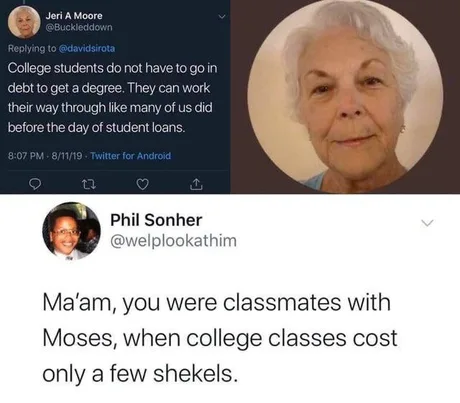 Jeri A Moore
@Buckleddown
Replying to @davidsirota
College students do not have to go in
debt to get a degree. They can work
their way through like many of us did
before the day of student loans.
8:07 PM · 8/11/19 · Twitter for Android
Phil Sonher
@welplookathim
Ma'am, you were classmates with
Moses, when college classes cost
only a few shekels.